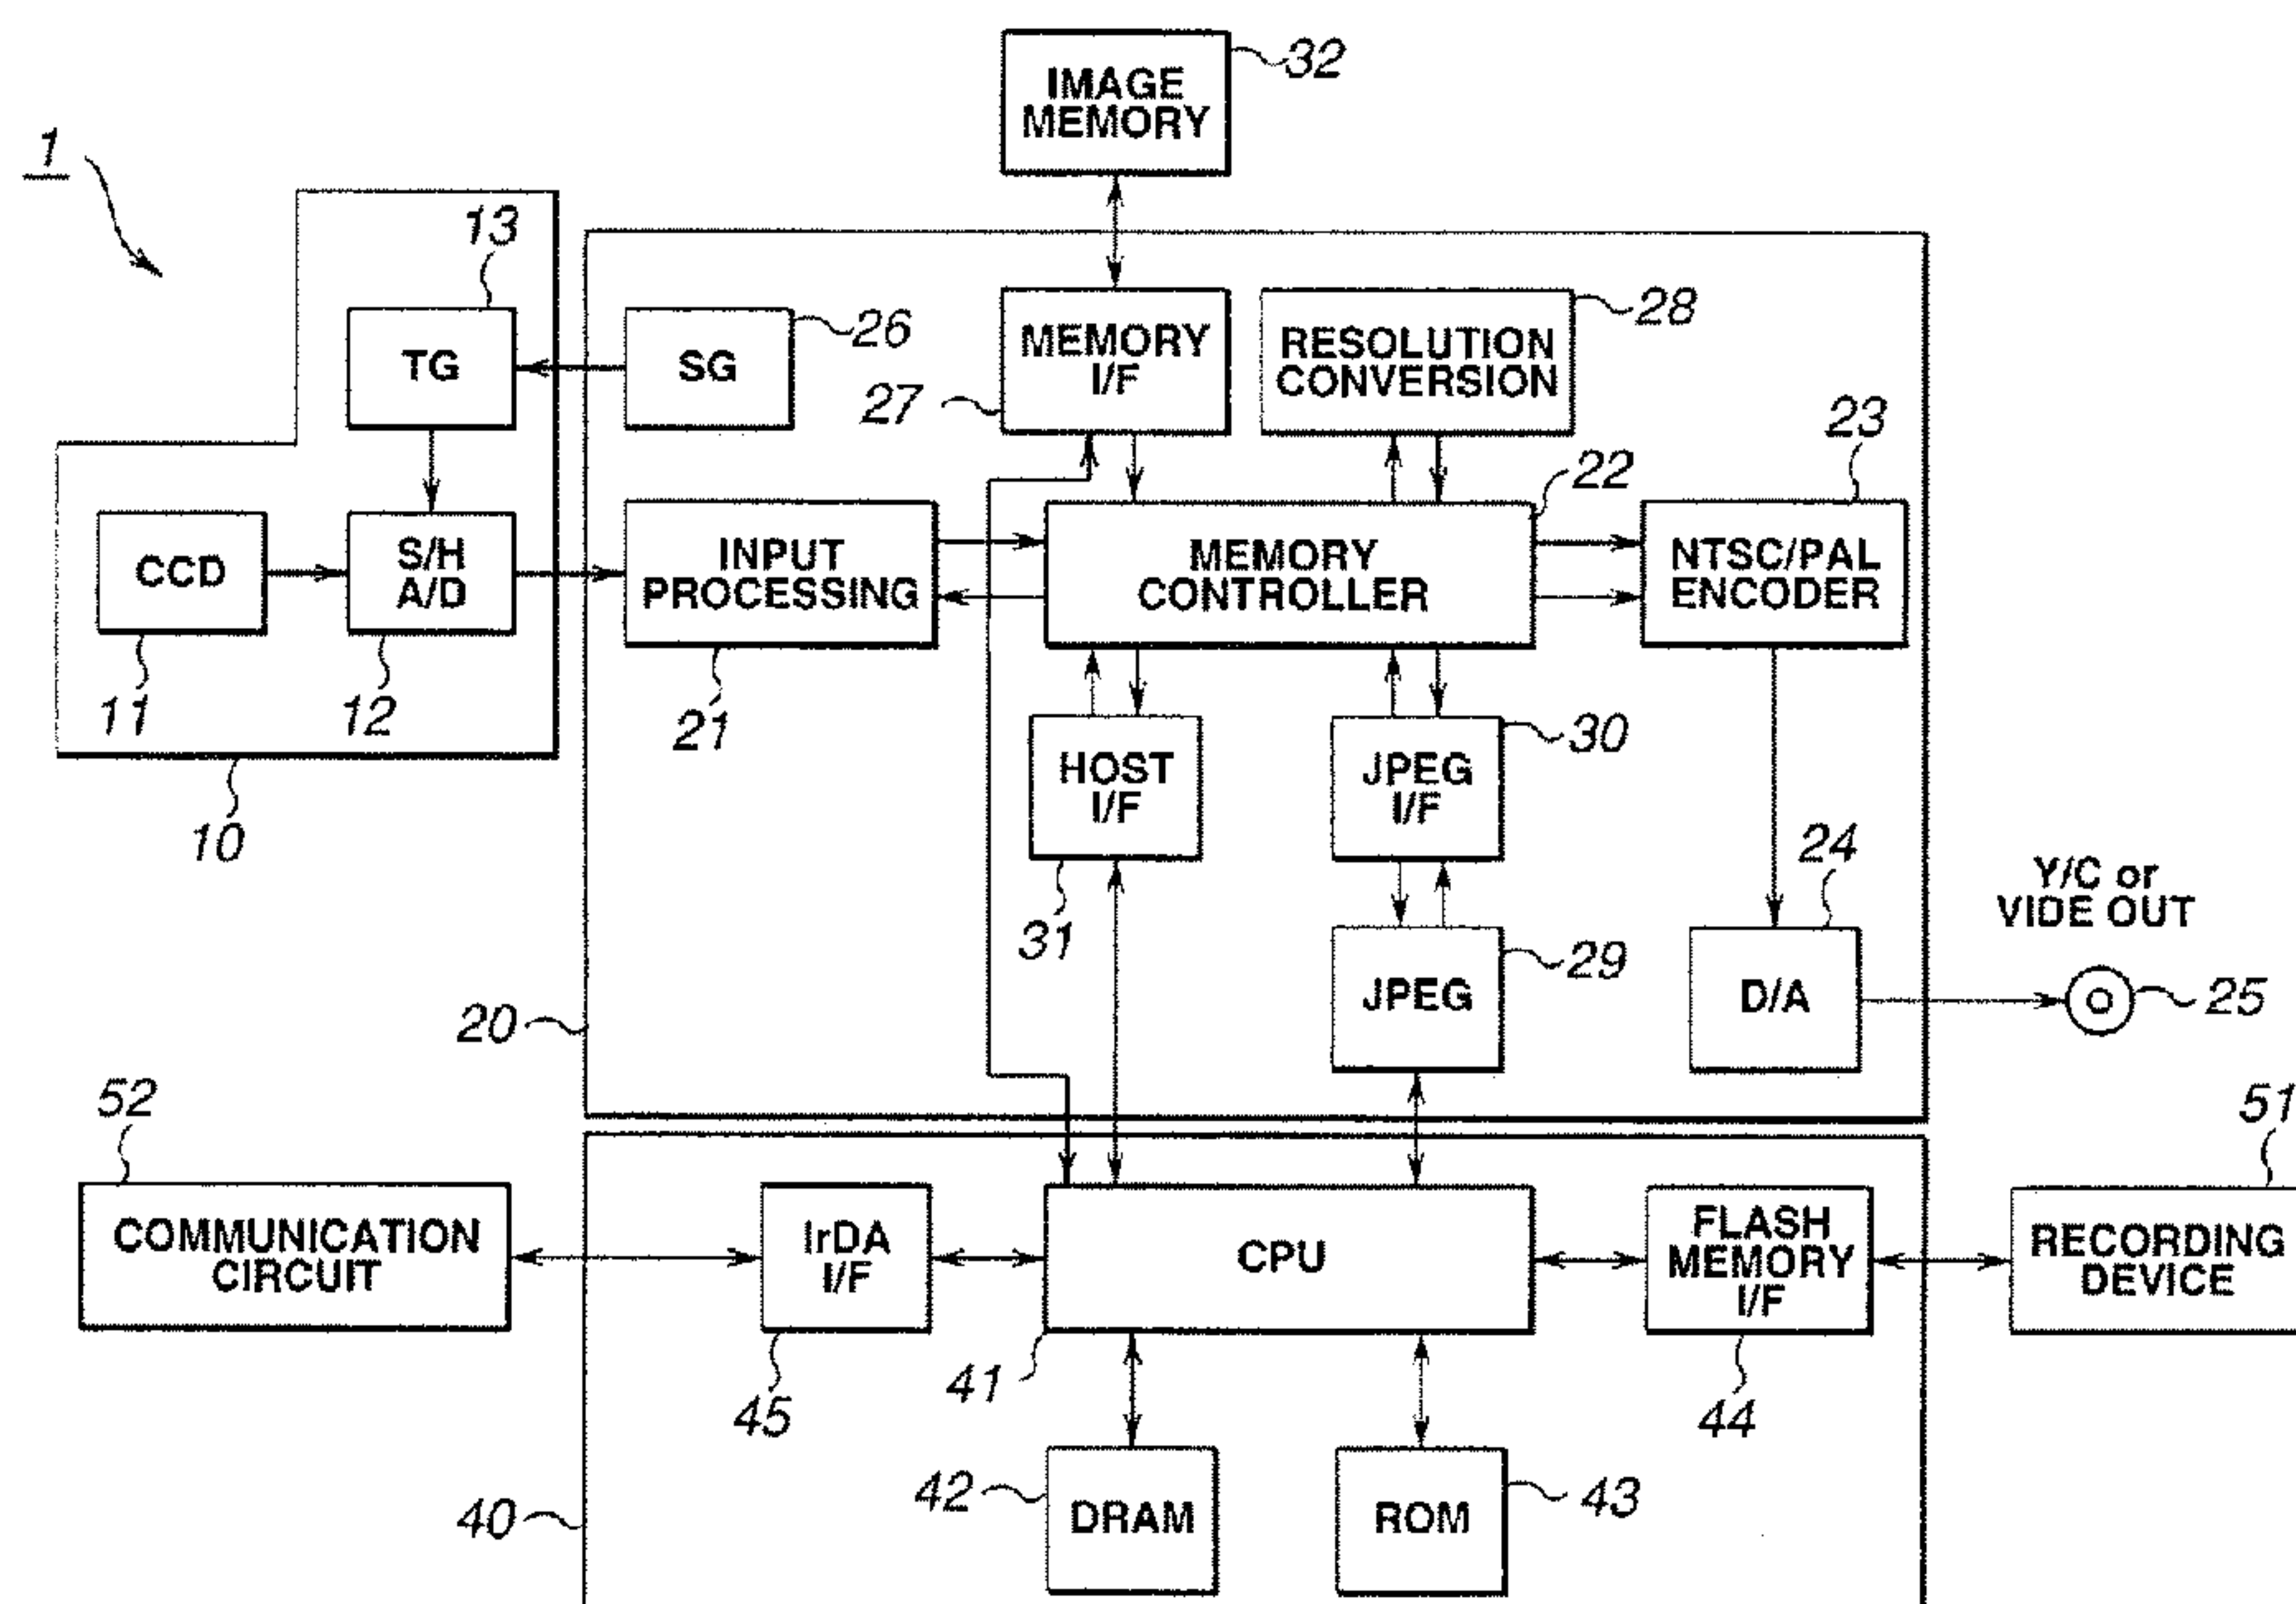 IMAGE
MEMORY
32
1
13
TG
SG
26
MEMORY
I/F
27
RESOLUTION
CONVERSION
28
22
23
CCD
S/H
A/D
INPUT
PROCESSING
MEMORY
CONTROLLER
NTSC/PAL
ENCODER
11
12
21
10
HOST
I/F
31
JPEG
I/F
30
JPEG
29
24
D/A
Y/C or
VIDE OUT
25
20
52
COMMUNICATION
CIRCUIT
IrDA
I/F
45
CPU
41
FLASH
MEMORY
I/F
44
51
RECORDING
DEVICE
42
DRAM
ROM
43
40